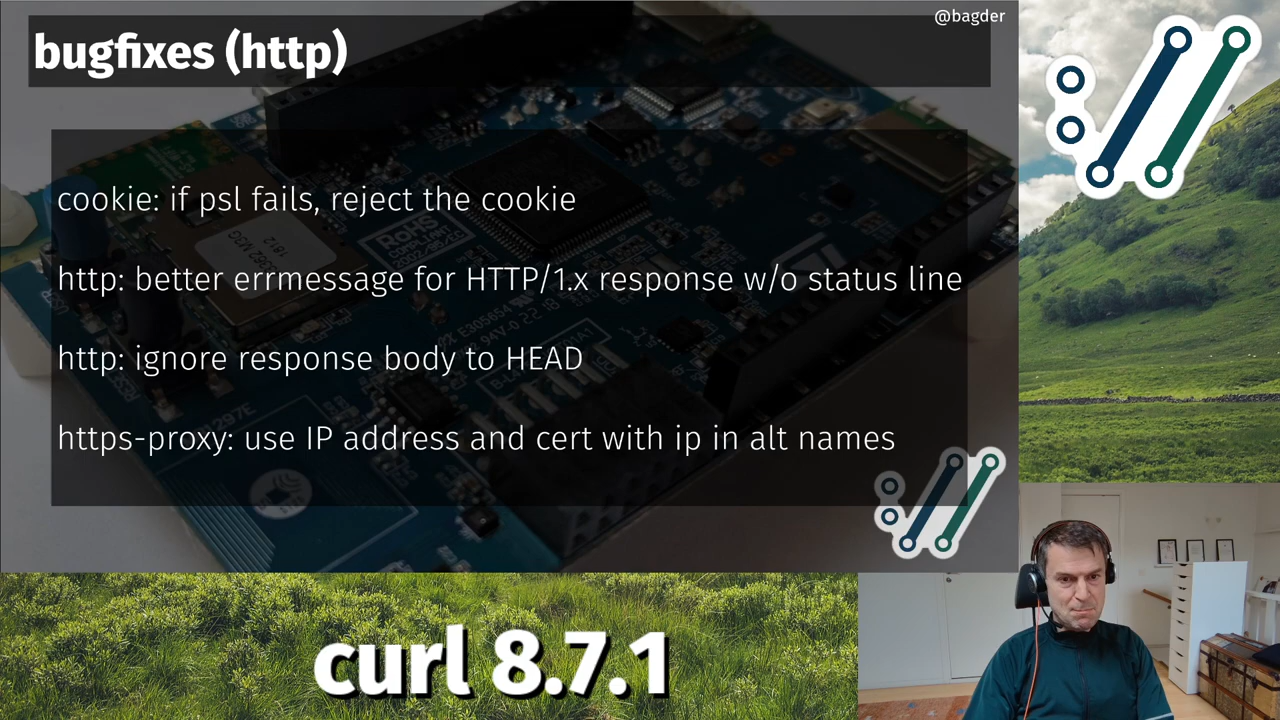 @bagder
bugfixes (http)
cookie: if psl fails, reject the cookie
http: better errmessage for HTTP/1.x response w/o status line
http: ignore response body to HEAD
https-proxy: use IP address and cert with ip in alt names
RoHS
curl 8.7.1